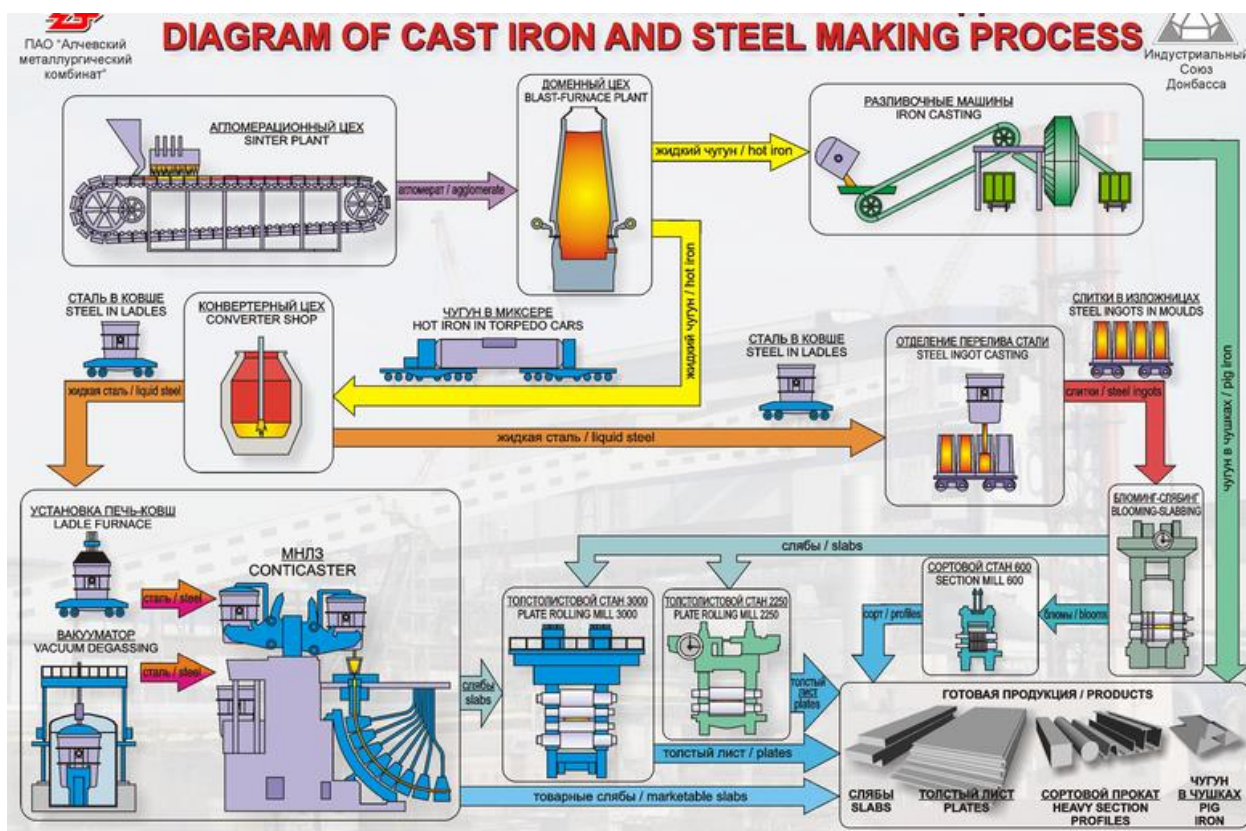 ПАО "Алчевский
металлургический
комбинат"
DIAGRAM OF CAST IRON AND STEEL MAKING PROCESS
Индустриальный
Союз
Донбасса
АГЛОМЕРАЦИОННЫЙ ЦЕХ
SINTER PLANT
агломерат / agglomerate
ДОМЕННЫЙ ЦЕХ
BLAST-FURNACE PLANT
жидкий чугун / hot iron
РАЗЛИВОЧНЫЕ МАШИНЫ
IRON CASTING
жидкий чугун / hot iron
чугун в чушках / pig iron
СТАЛЬ В КОВШЕ
STEEL IN LADLES
КОНВЕРТЕРНЫЙ ЦЕХ
CONVERTER SHOP
ЧУГУН В МИКСЕРЕ
HOT IRON IN TORPEDO CARS
СТАЛЬ В КОВШЕ
STEEL IN LADLES
ОТДЕЛЕНИЕ ПЕРЕЛИВА СТАЛИ
STEEL INGOT CASTING
СЛИТКИ В ИЗЛОЖНИЦАХ
STEEL INGOTS IN MOULDS
жидкая сталь / liquid steel
слитки / steel ingots
жидкая сталь / liquid steel
УСТАНОВКА ПЕЧЬ-КОВШ
LADLE FURNACE
МНЛЗ
CONTICASTER
сталь / steel
ВАКУУМАТОР
VACUUM DEGASSING
сталь / steel
слябы / slabs
БЛЮМИНГ-СЛЯБИНГ
BLOOMING-SLABBING
СОРТОВОЙ СТАН 600
SECTION MILL 600
ТОЛСТОЛИСТОВОЙ СТАН 3000
PLATE ROLLING MILL 3000
ТОЛСТОЛИСТОВОЙ СТАН 2250
PLATE ROLLING MILL 2250
сорт / profiles
блюмы / blooms
слябы
slabs
толстый
лист
plates
толстый лист / plates
товарные слябы / marketable slabs
ГОТОВАЯ ПРОДУКЦИЯ / PRODUCTS
СЛЯБЫ
SLABS
ТОЛСТЫЙ ЛИСТ
PLATES
СОРТОВОЙ ПРОКАТ
HEAVY SECTION
PROFILES
ЧУГУН
В ЧУШКАХ
PIG
IRON